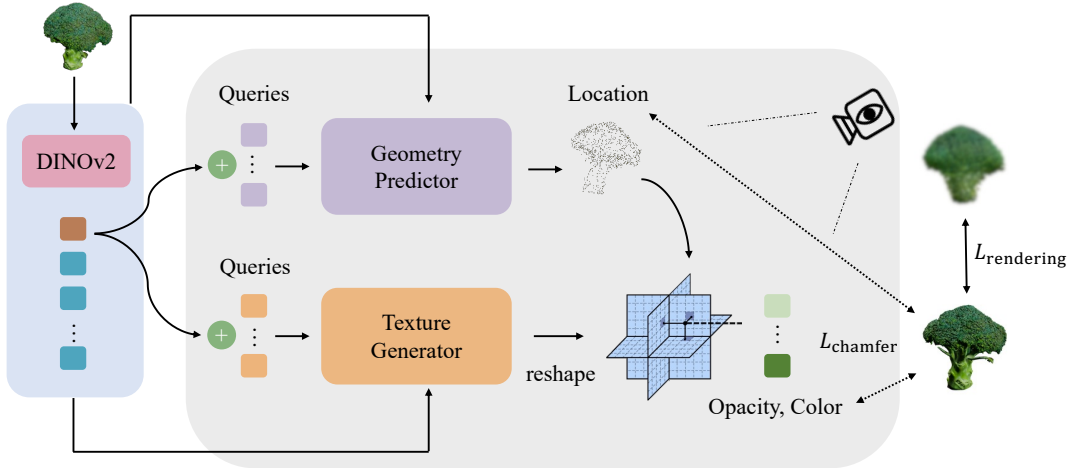 Queries
Location
DINOv2
+
Geometry
Predictor
Queries
L_rendering
+
Texture
Generator
L_chamfer
reshape
Opacity, Color